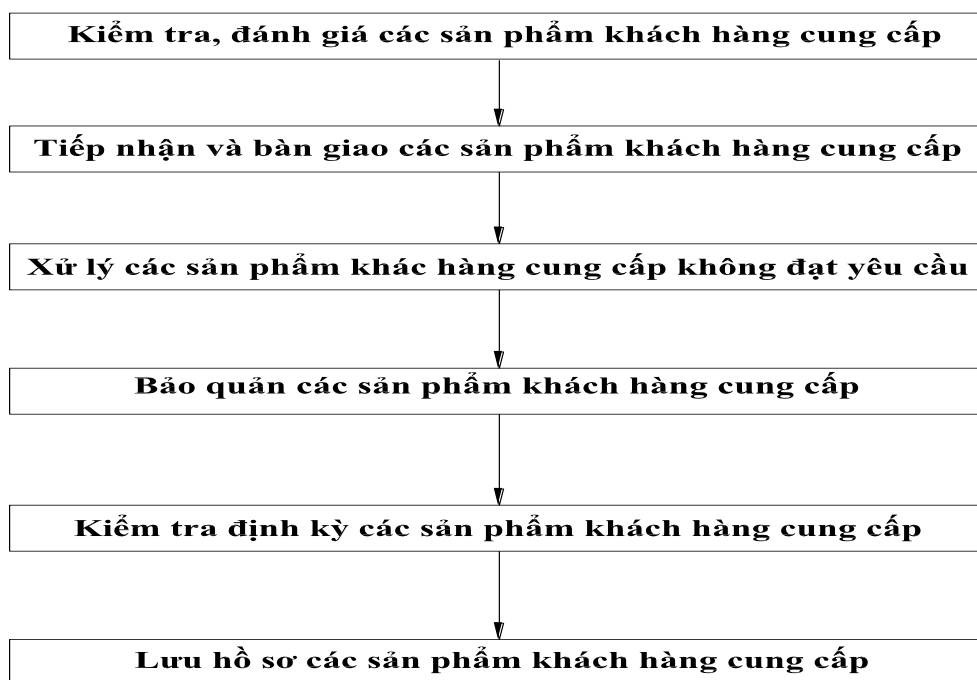 Kiểm tra, đánh giá các sản phẩm khách hàng cung cấp
Tiếp nhận và bàn giao các sản phẩm khách hàng cung cấp
Xử lý các sản phẩm khác hàng cung cấp không đạt yêu cầu
Bảo quản các sản phẩm khách hàng cung cấp
Kiểm tra định kỳ các sản phẩm khách hàng cung cấp
Lưu hồ sơ các sản phẩm khách hàng cung cấp